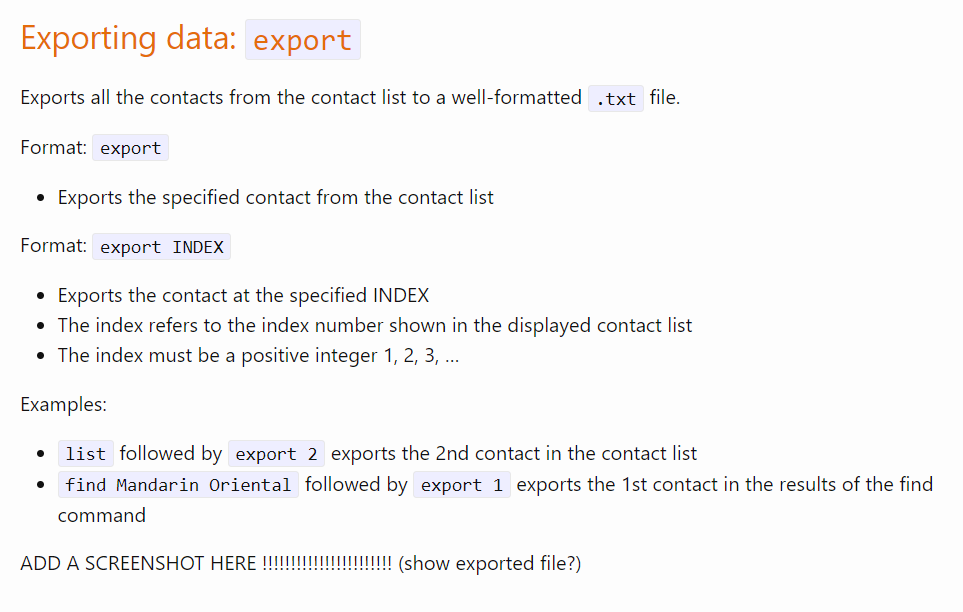 Exporting data: export
Exports all the contacts from the contact list to a well-formatted .txt file.
Format: export
• Exports the specified contact from the contact list
Format: export INDEX
• Exports the contact at the specified INDEX
• The index refers to the index number shown in the displayed contact list
• The index must be a positive integer 1, 2, 3, …
Examples:
• list followed by export 2 exports the 2nd contact in the contact list
• find Mandarin Oriental followed by export 1 exports the 1st contact in the results of the find
command
ADD A SCREENSHOT HERE !!!!!!!!!!!!!!!!!!!!!!!! (show exported file?)